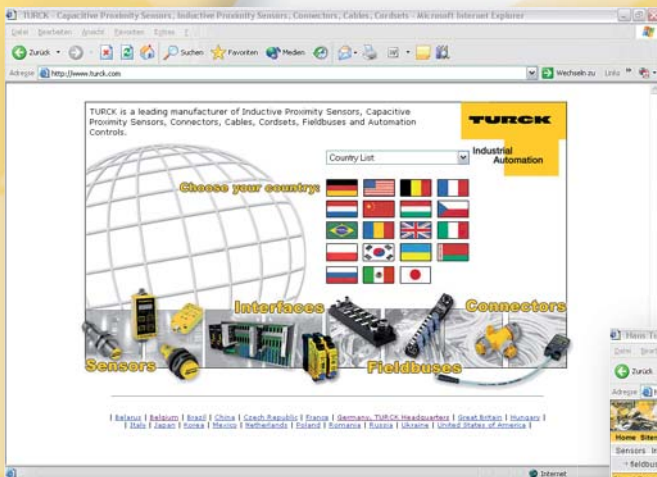 TURCK - Capacitive Proximity Sensors, Inductive Proximity Sensors, Connectors, Cables, Cordsets - Microsoft Internet Explorer
Datei Bearbeiten Ansicht Favoriten Extras ?
Zurück Suchen Favoriten Medien
Adresse http://www.turck.com Wechseln zu Links
TURCK is a leading manufacturer of Inductive Proximity Sensors, Capacitive
Proximity Sensors, Connectors, Cables, Cordsets, Fieldbuses and Automation
Controls.
TURCK
Industrial
Automation
Country List
Choose your country:
Interfaces
Connectors
Sensors
Fieldbuses
| Belarus | Belgium | Brazil | China | Czech Republic | France | Germany, TURCK Headquarters | Great Britain | Hungary |
| Italy | Japan | Korea | Mexico | Netherlands | Poland | Romania | Russia | Ukraine | United States of America |
Internet
Hans
Zurück
Adresse
Home
Sensors